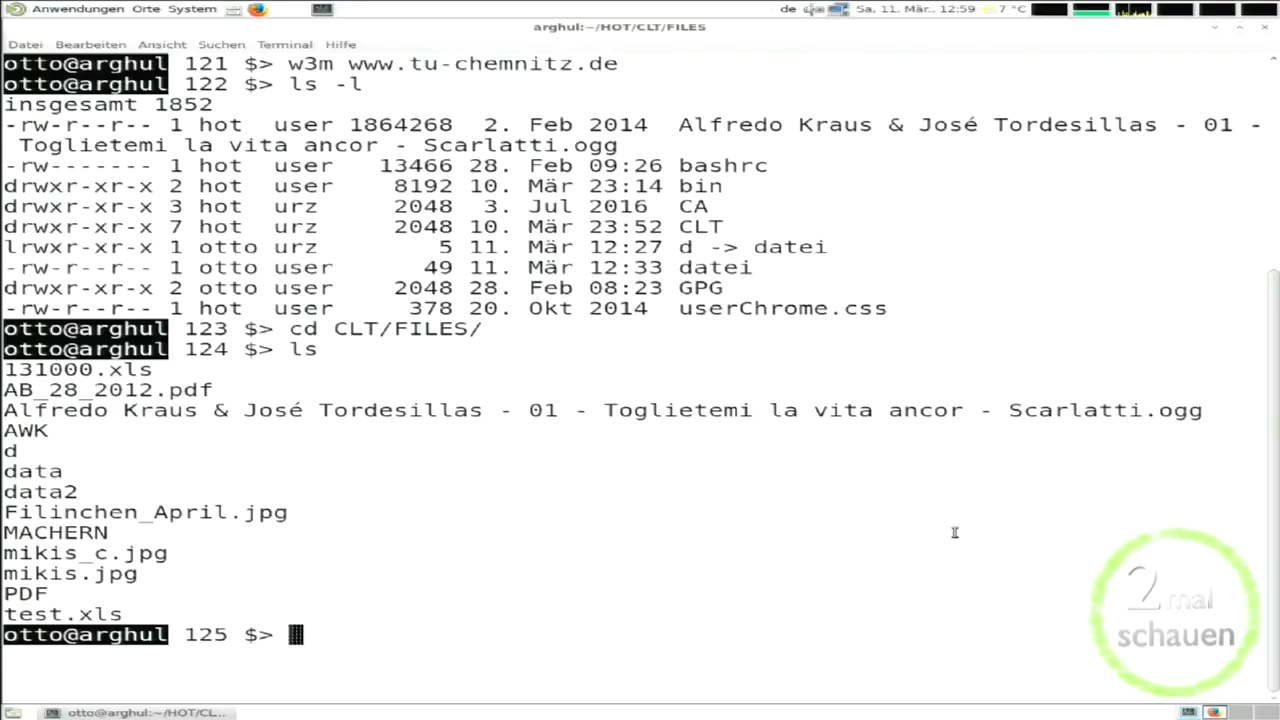 Anwendungen Orte System
de Sa. 11. Mär., 12:59 7 °C
arghul:~/HOT/CLT/FILES
Datei Bearbeiten Ansicht Suchen Terminal Hilfe
otto@arghul 121 $> w3m www.tu-chemnitz.de
otto@arghul 122 $> ls -l
insgesamt 1852
-rw-r--r-- 1 hot user 1864268 2. Feb 2014 Alfredo Kraus & José Tordesillas - 01 -
Toglietemi la vita ancor - Scarlatti.ogg
-rw------- 1 hot user 13466 28. Feb 09:26 bashrc
drwxr-xr-x 2 hot user 8192 10. Mär 23:14 bin
drwxr-xr-x 3 hot urz 2048 3. Jul 2016 CA
drwxr-xr-x 7 hot urz 2048 10. Mär 23:52 CLT
lrwxr-xr-x 1 otto urz 5 11. Mär 12:27 d -> datei
-rw-r--r-- 1 otto user 49 11. Mär 12:33 datei
drwxr-xr-x 2 otto user 2048 28. Feb 08:23 GPG
-rw-r--r-- 1 hot user 378 20. Okt 2014 userChrome.css
otto@arghul 123 $> cd CLT/FILES/
otto@arghul 124 $> ls
131000.xls
AB_28_2012.pdf
Alfredo Kraus & José Tordesillas - 01 - Toglietemi la vita ancor - Scarlatti.ogg
AWK
d
data
data2
Filinchen_April.jpg
MACHERN
mikis_c.jpg
mikis.jpg
PDF
test.xls
otto@arghul 125 $>
2 mal
schauen
otto@arghul:~/HOT/CL...